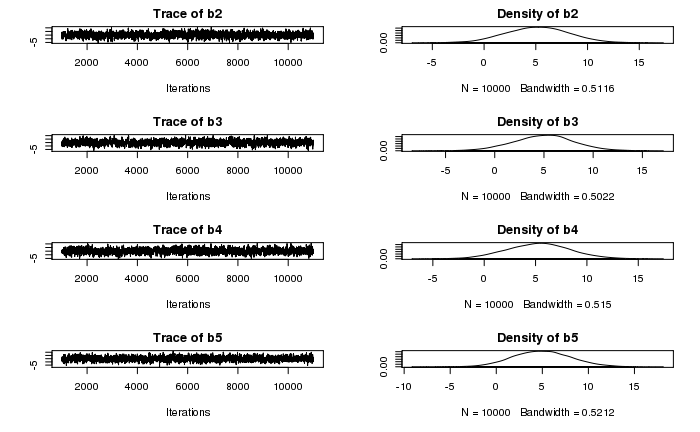 Trace of b2
-5
2000 4000 6000 8000 10000
Iterations
Density of b2
0.00
-5 0 5 10 15
N = 10000 Bandwidth = 0.5116
Trace of b3
-5
2000 4000 6000 8000 10000
Iterations
Density of b3
0.00
-5 0 5 10 15
N = 10000 Bandwidth = 0.5022
Trace of b4
-5
2000 4000 6000 8000 10000
Iterations
Density of b4
0.00
-5 0 5 10 15
N = 10000 Bandwidth = 0.515
Trace of b5
-5
2000 4000 6000 8000 10000
Iterations
Density of b5
0.00
-10 -5 0 5 10 15
N = 10000 Bandwidth = 0.5212